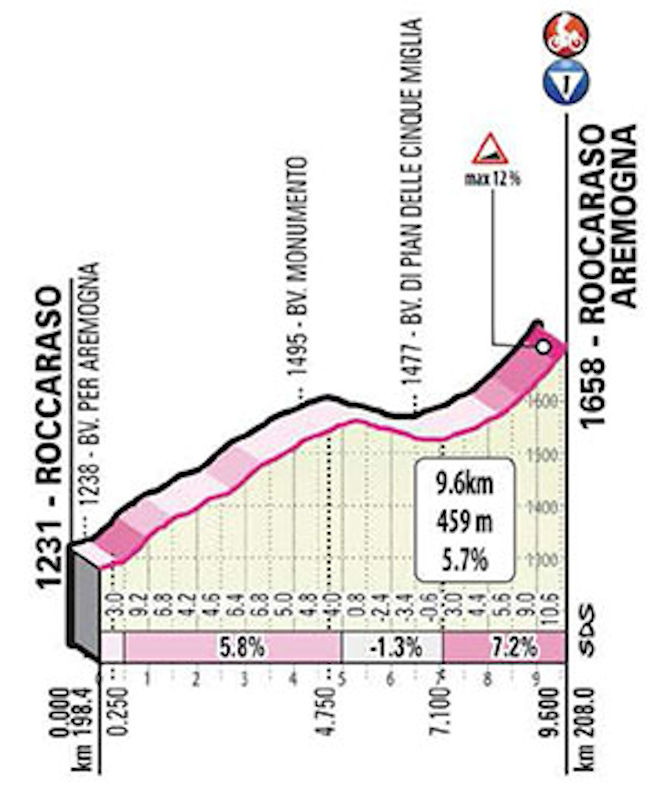 1231 - ROCCARASO
1238 - BV. PER AREMOGNA
1495 - BV. MONUMENTO
1477 - BV. DI PIAN DELLE CINQUE MIGLIA
max 12%
1
1658 - ROOCARASO
AREMOGNA
1600
1500
1400
1300
9.6km
459 m
5.7%
3.0 9.2 6.8 4.2 4.6 6.4 6.8 5.0 4.8 4.0 0.8 -2.4 -3.4 -0.6 3.0 4.4 5.6 9.0 10.6
5.8% -1.3% 7.2%
SDS
1 2 3 4 5 6 7 8 9
0.000 0.250 4.750 7.100 9.600
km 198.4 km 208.0